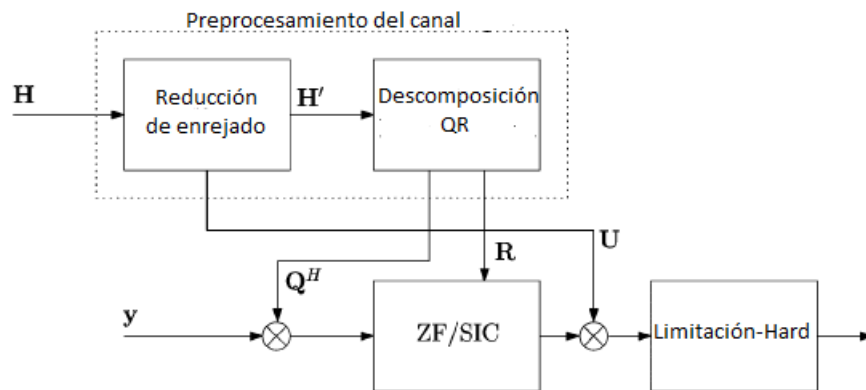 Preprocesamiento del canal
H
Reducción
de enrejado
H′
Descomposición
QR
U
R
Q^H
y
ZF/SIC
Limitación-Hard